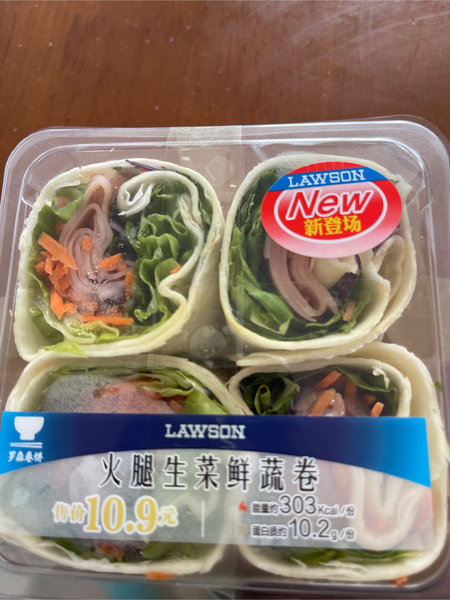 LAWSON
New
新登场
LAWSON
罗森卷饼
火腿生菜鲜蔬卷
售价10.9元
能量约303Kcal/份
蛋白质约10.2g/份